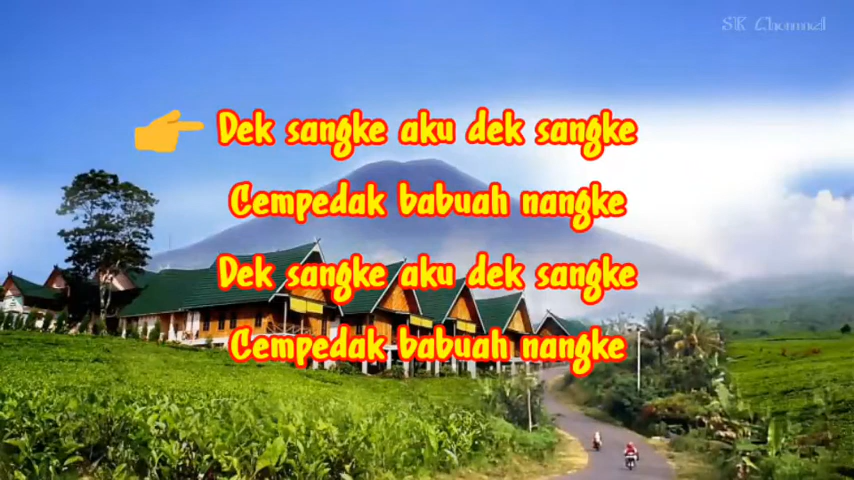 SK Channel
Dek sangke aku dek sangke
Cempedak babuah nangke
Dek sangke aku dek sangke
Cempedak babuah nangke